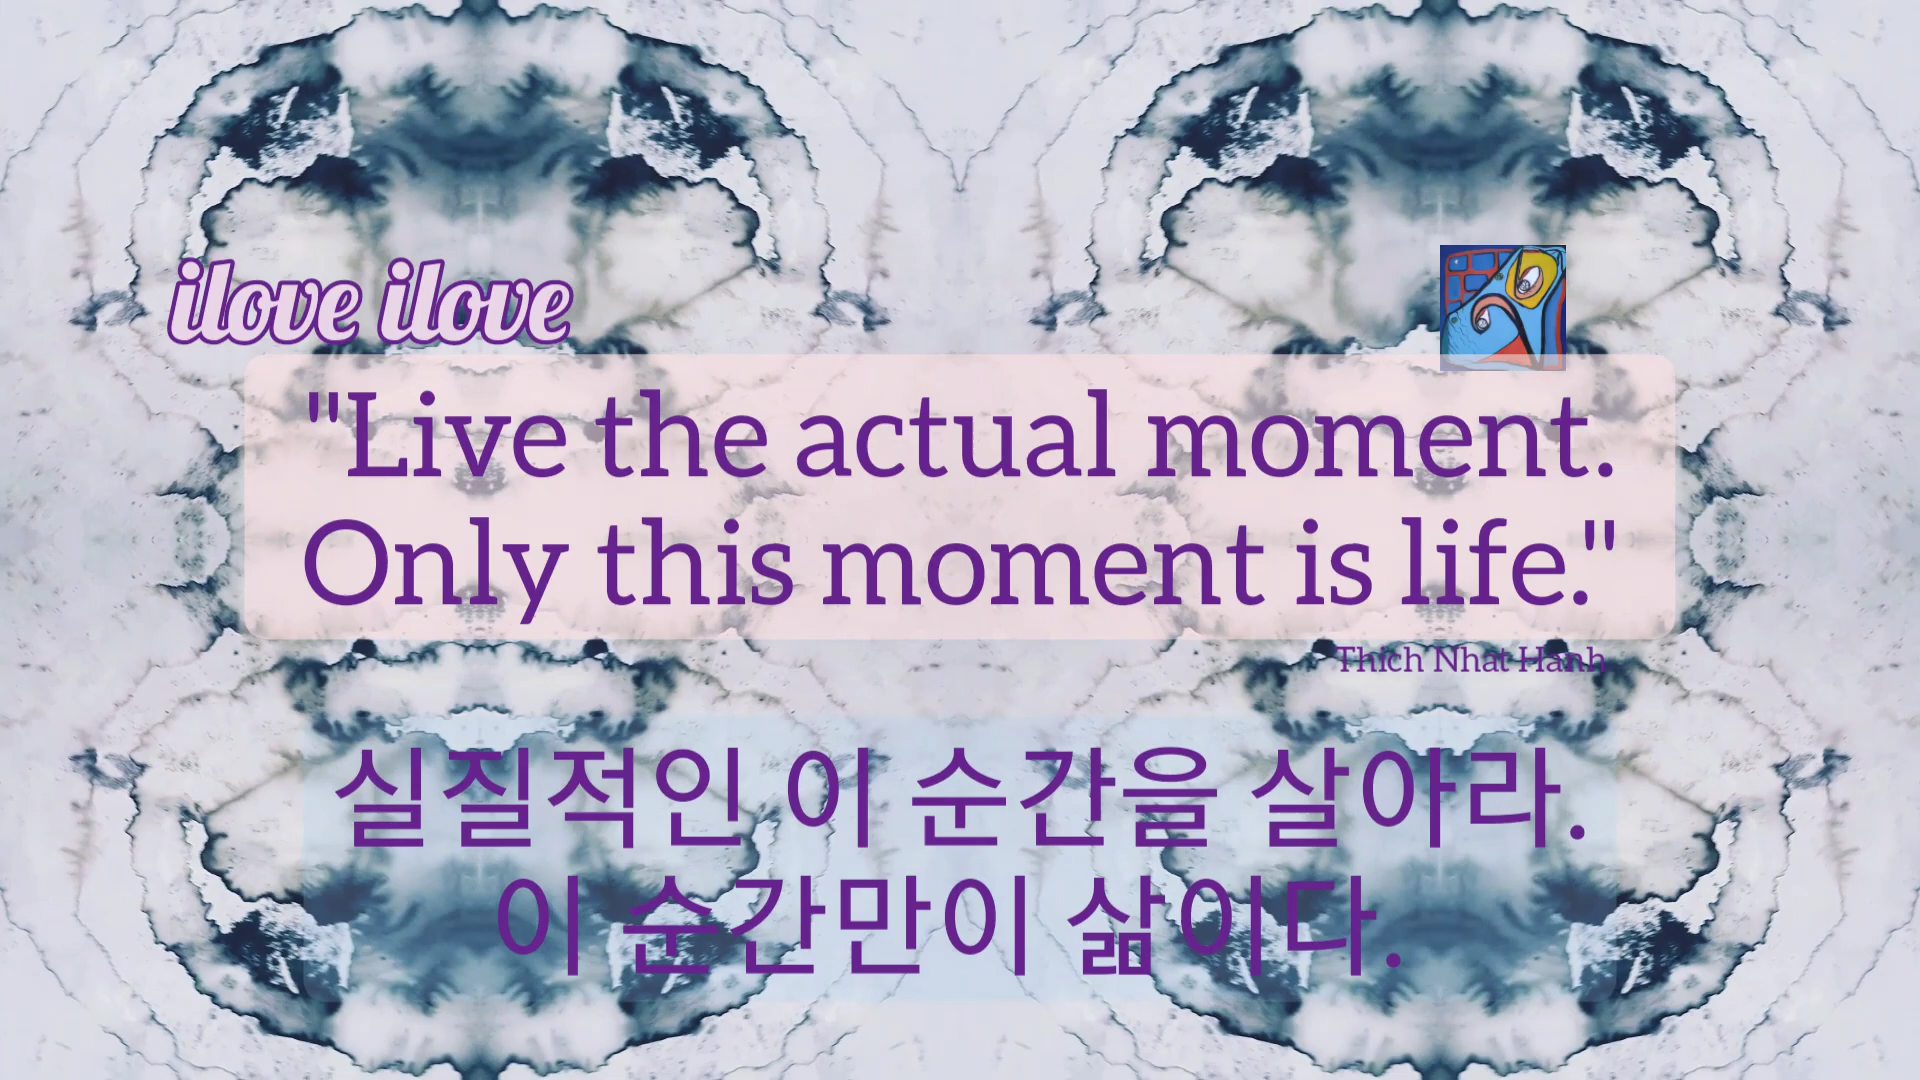 ilove ilove
"Live the actual moment.
Only this moment is life."
Thich Nhat Hanh.
실질적인 이 순간을 살아라.
이 순간만이 삶이다.